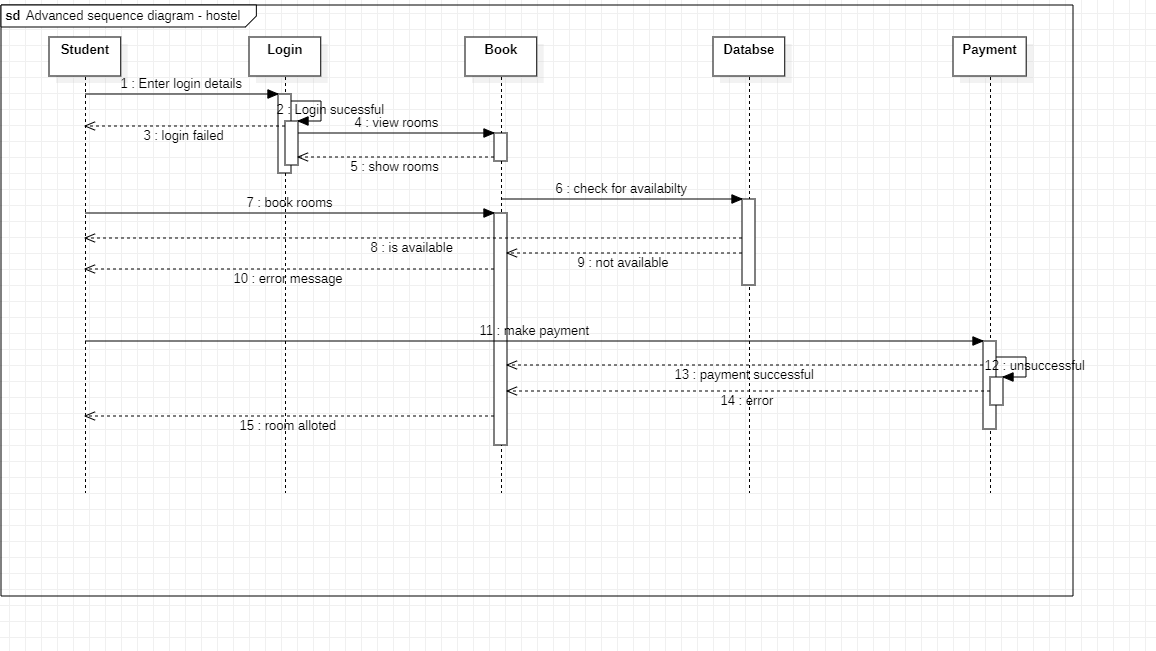 sd Advanced sequence diagram - hostel
Student
Login
Book
Databse
Payment
1 : Enter login details
2 : Login sucessful
3 : login failed
4 : view rooms
5 : show rooms
6 : check for availabilty
7 : book rooms
8 : is available
9 : not available
10 : error message
11 : make payment
12 : unsuccessful
13 : payment successful
14 : error
15 : room alloted